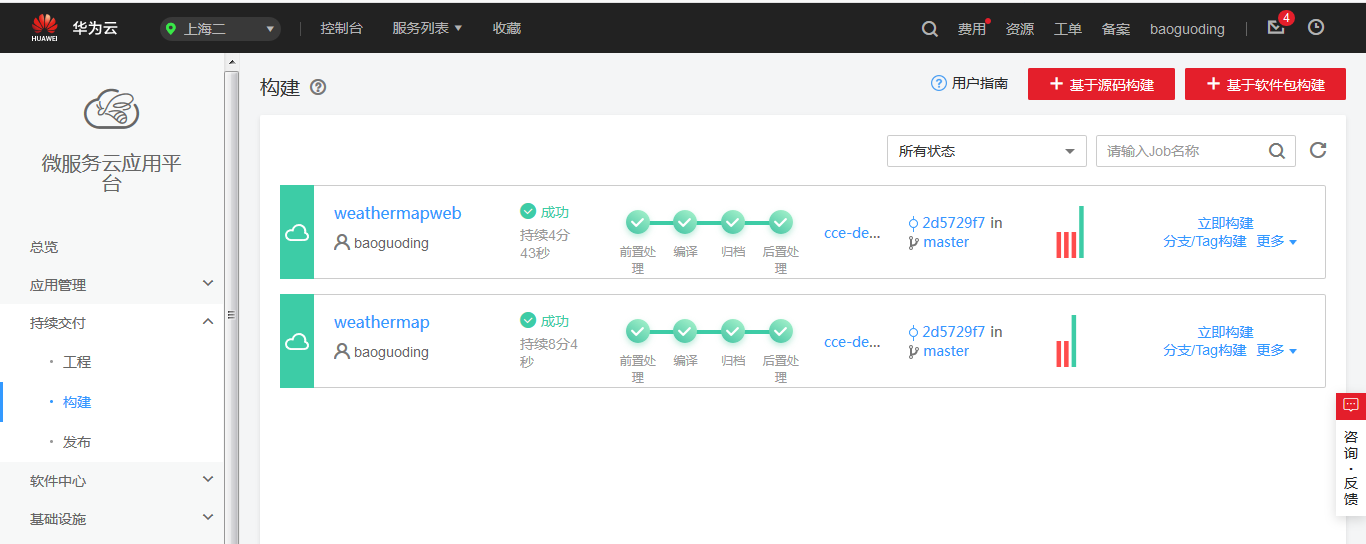 HUAWEI 华为云 上海二 控制台 服务列表 收藏 费用 资源 工单 备案 baoguoding 4
微服务云应用平
台
总览
应用管理
持续交付
工程
构建
发布
软件中心
基础设施
构建 ? ? 用户指南 + 基于源码构建 + 基于软件包构建
所有状态 请输入Job名称
weathermapweb
baoguoding
成功
持续4分
43秒
前置处
理
编译
归档
后置处
理
cce-de...
2d5729f7 in
master
立即构建
分支/Tag构建 更多
weathermap
baoguoding
成功
持续8分4
秒
前置处
理
编译
归档
后置处
理
cce-de...
2d5729f7 in
master
立即构建
分支/Tag构建 更多
咨
询
·
反
馈